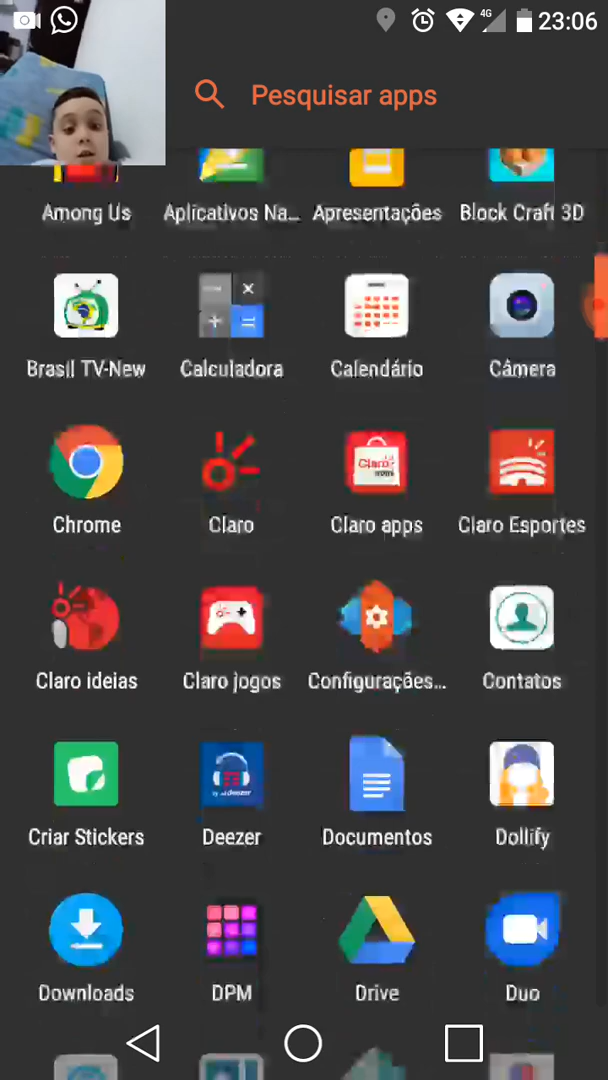 4G 23:06
Pesquisar apps
Among Us Aplicativos Na... Apresentações Block Craft 3D
Brasil TV-New Calculadora Calendário Câmera
Chrome Claro Claro apps Claro Esportes
Claro ideias Claro jogos Configurações... Contatos
Criar Stickers Deezer Documentos Dollify
Downloads DPM Drive Duo